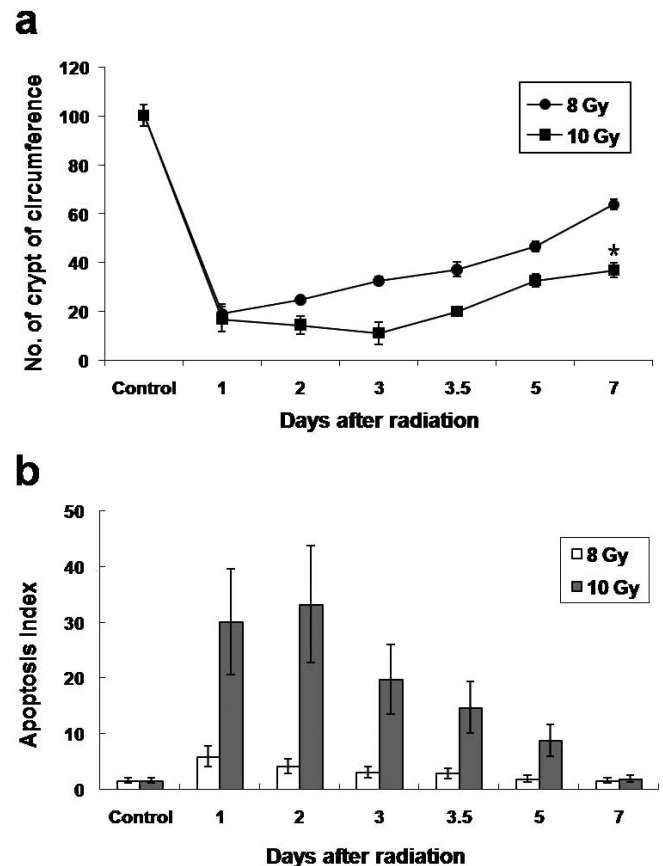 a
120
100
80
60
40
20
0
No. of crypt of circumference
8 Gy
10 Gy
*
Control 1 2 3 3.5 5 7
Days after radiation
b
50
40
30
20
10
0
Apoptosis Index
8 Gy
10 Gy
Control 1 2 3 3.5 5 7
Days after radiation